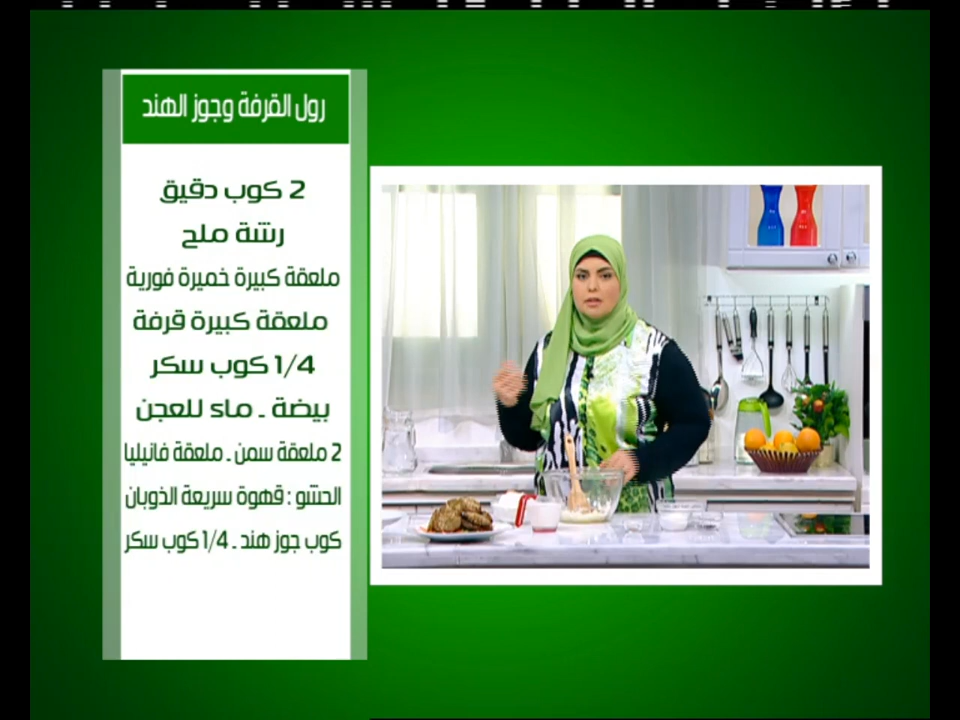 رول القرفة وجوز الهند
2 كوب دقيق
رشة ملح
ملعقة كبيرة خميرة فورية
ملعقة كبيرة قرفة
1/4 كوب سكر
بيضة - ماء للعجن
2 ملعقة سمن - ملعقة فانيليا
الحشو : قهوة سريعة الذوبان
كوب جوز هند - 1/4 كوب سكر